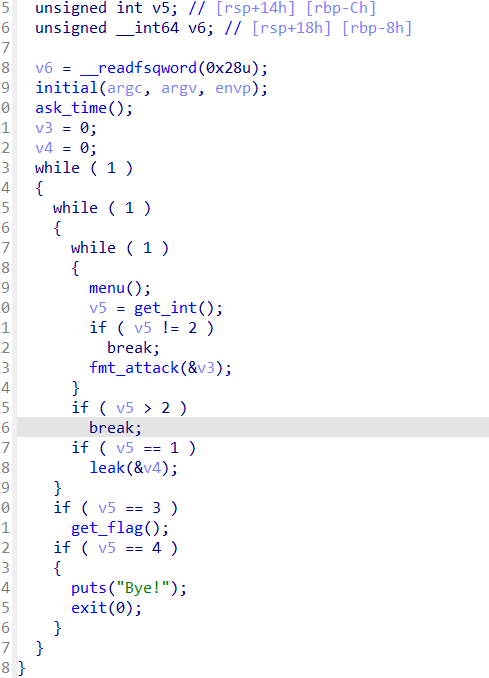 5 unsigned int v5; // [rsp+14h] [rbp-Ch]
6 unsigned __int64 v6; // [rsp+18h] [rbp-8h]
7
8 v6 = __readfsqword(0x28u);
9 initial(argc, argv, envp);
0 ask_time();
1 v3 = 0;
2 v4 = 0;
3 while ( 1 )
4 {
5 while ( 1 )
6 {
7 while ( 1 )
8 {
9 menu();
0 v5 = get_int();
1 if ( v5 != 2 )
2 break;
3 fmt_attack(&v3);
4 }
5 if ( v5 > 2 )
6 break;
7 if ( v5 == 1 )
8 leak(&v4);
9 }
0 if ( v5 == 3 )
1 get_flag();
2 if ( v5 == 4 )
3 {
4 puts("Bye!");
5 exit(0);
6 }
7 }
8 }